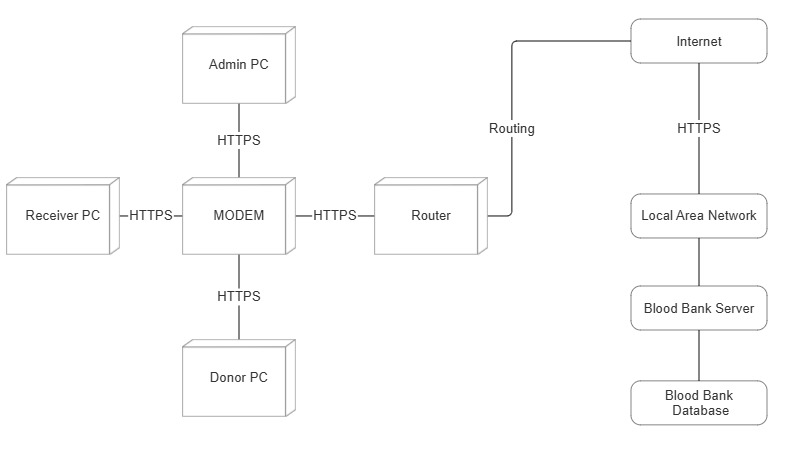 Internet
Admin PC
Routing
HTTPS
HTTPS
Receiver PC
HTTPS
MODEM
HTTPS
Router
Local Area Network
HTTPS
Blood Bank Server
Donor PC
Blood Bank
Database